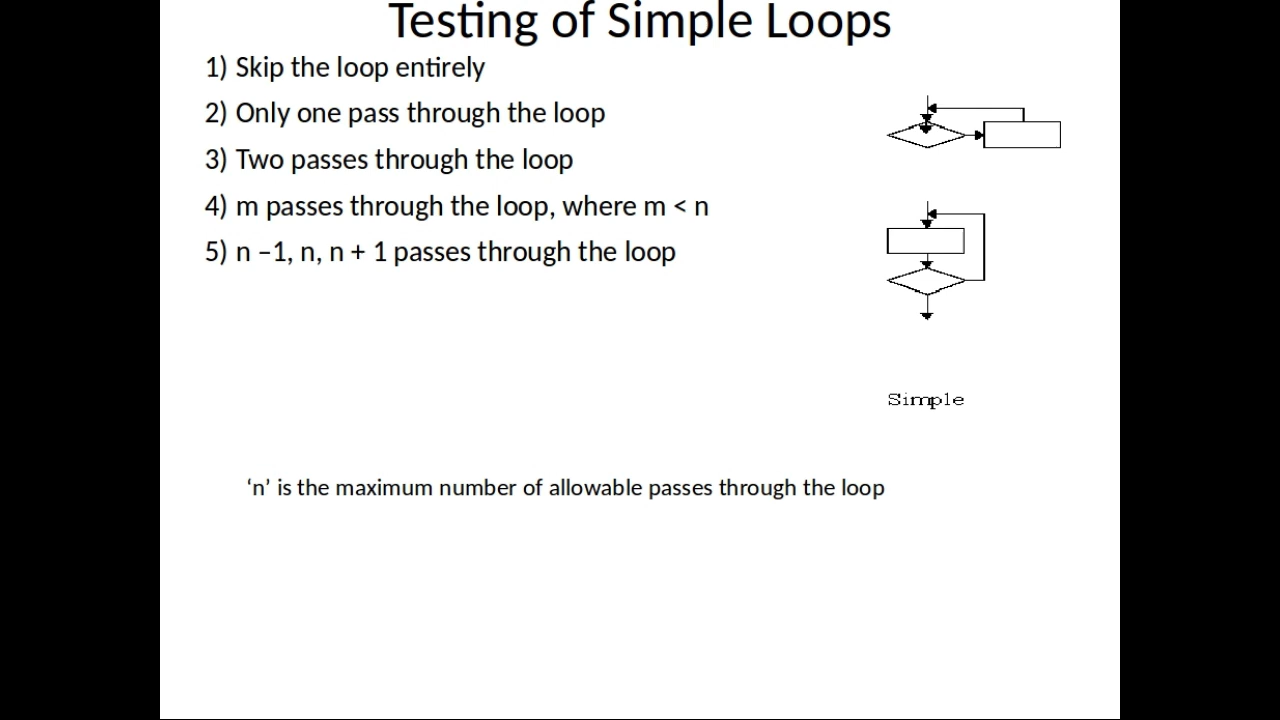 Testing of Simple Loops
1) Skip the loop entirely
2) Only one pass through the loop
3) Two passes through the loop
4) m passes through the loop, where m < n
5) n –1, n, n + 1 passes through the loop
Simple
‘n’ is the maximum number of allowable passes through the loop